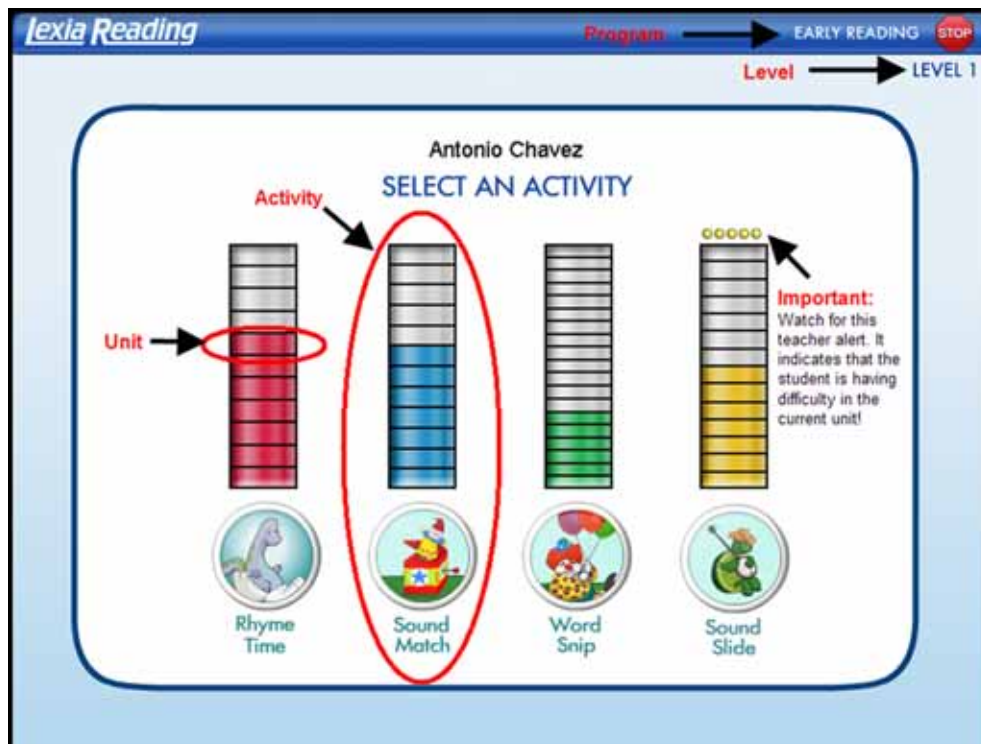 Lexia Reading
Program
EARLY READING
STOP
Level
LEVEL 1
Antonio Chavez
SELECT AN ACTIVITY
Activity
Unit
Important:
Watch for this
teacher alert. It
indicates that the
student is having
difficulty in the
current unit!
Rhyme
Time
Sound
Match
Word
Snip
Sound
Slide